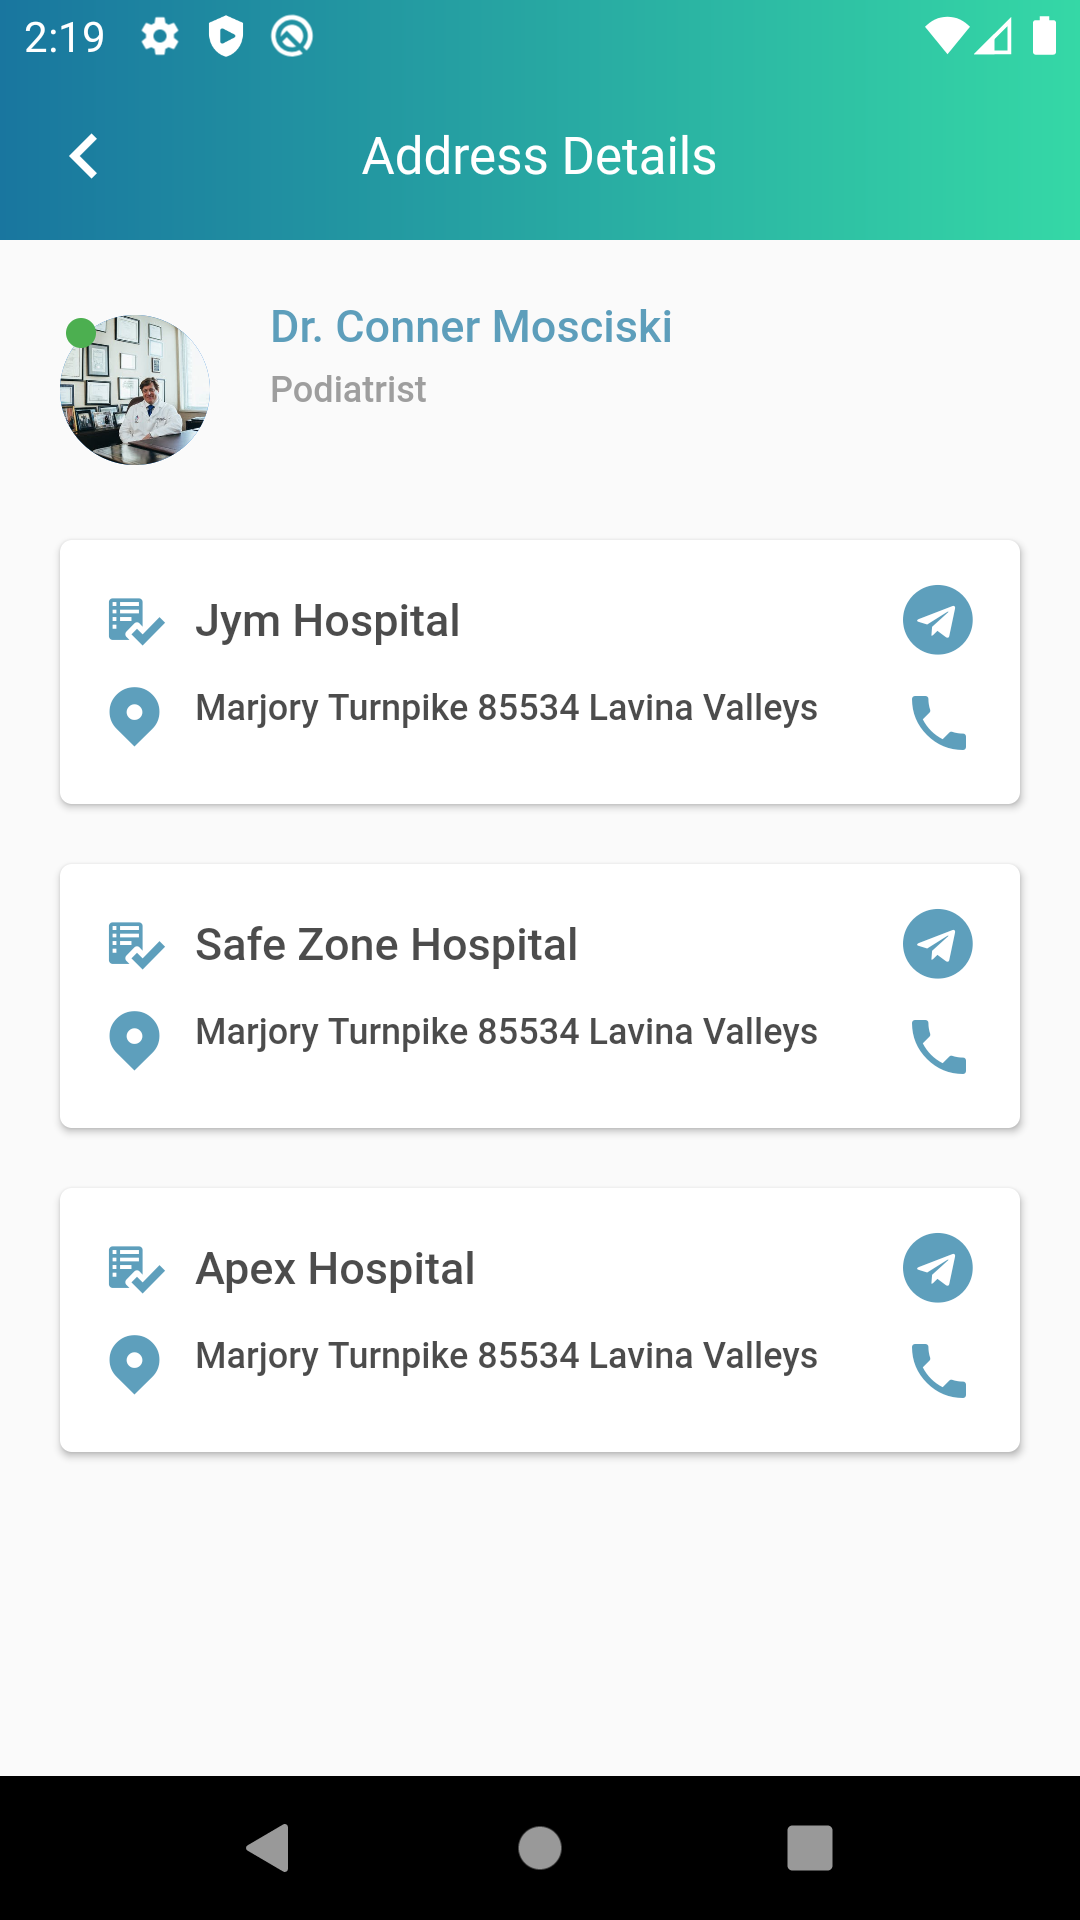 2:19
Address Details
Dr. Conner Mosciski
Podiatrist
Jym Hospital
Marjory Turnpike 85534 Lavina Valleys
Safe Zone Hospital
Marjory Turnpike 85534 Lavina Valleys
Apex Hospital
Marjory Turnpike 85534 Lavina Valleys